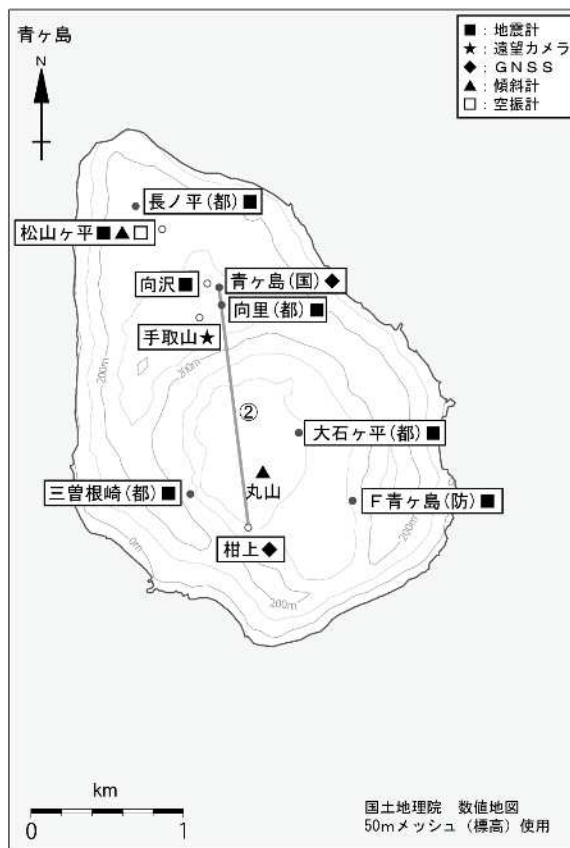 青ヶ島
■：地震計
★：遠望カメラ
◆：ＧＮＳＳ
▲：傾斜計
□：空振計
N
長ノ平(都)■
松山ヶ平■▲□
向沢■
青ヶ島(国)◆
向里(都)■
手取山★
200m
②
大石ヶ平(都)■
丸山
三曽根崎(都)■
Ｆ青ヶ島(防)■
柑上◆
0m
200m
200m
km
0 1
国土地理院 数値地図
50mメッシュ（標高）使用